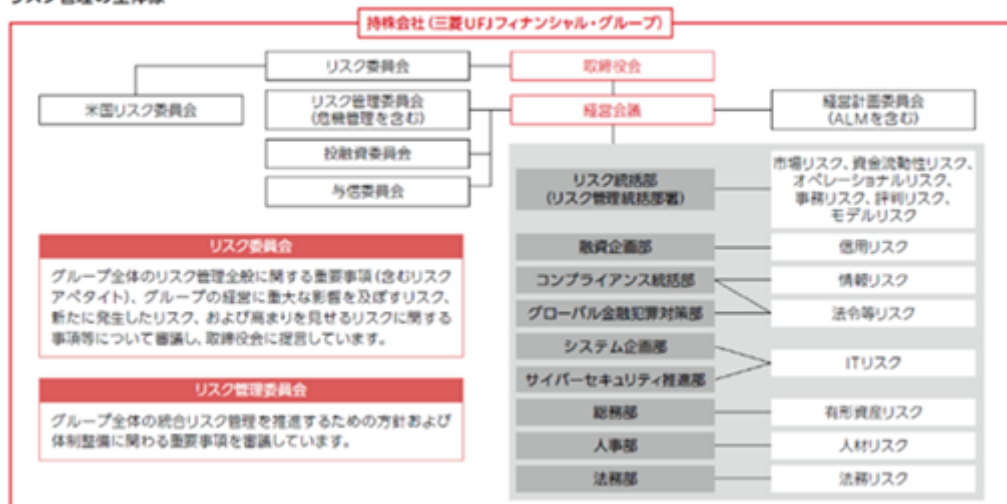 リスク管理の全体像
持株会社（三菱UFJフィナンシャル・グループ）
リスク委員会
取締役会
米国リスク委員会
リスク管理委員会
（危機管理を含む）
経営会議
経営計画委員会
（ALMを含む）
投融資委員会
与信委員会
リスク統括部
（リスク管理統括部署）
市場リスク、資金流動性リスク、
オペレーショナルリスク、
事務リスク、評判リスク、
モデルリスク
融資企画部
信用リスク
コンプライアンス統括部
情報リスク
グローバル金融犯罪対策部
法令等リスク
システム企画部
サイバーセキュリティ推進部
ITリスク
総務部
有形資産リスク
人事部
人材リスク
法務部
法務リスク
リスク委員会
グループ全体のリスク管理全般に関する重要事項（含むリスク
アペタイト）、グループの経営に重大な影響を及ぼすリスク、
新たに発生したリスク、および高まりを見せるリスクに関する
事項等について審議し、取締役会に提言しています。
リスク管理委員会
グループ全体の統合リスク管理を推進するための方針および
体制整備に関わる重要事項を審議しています。